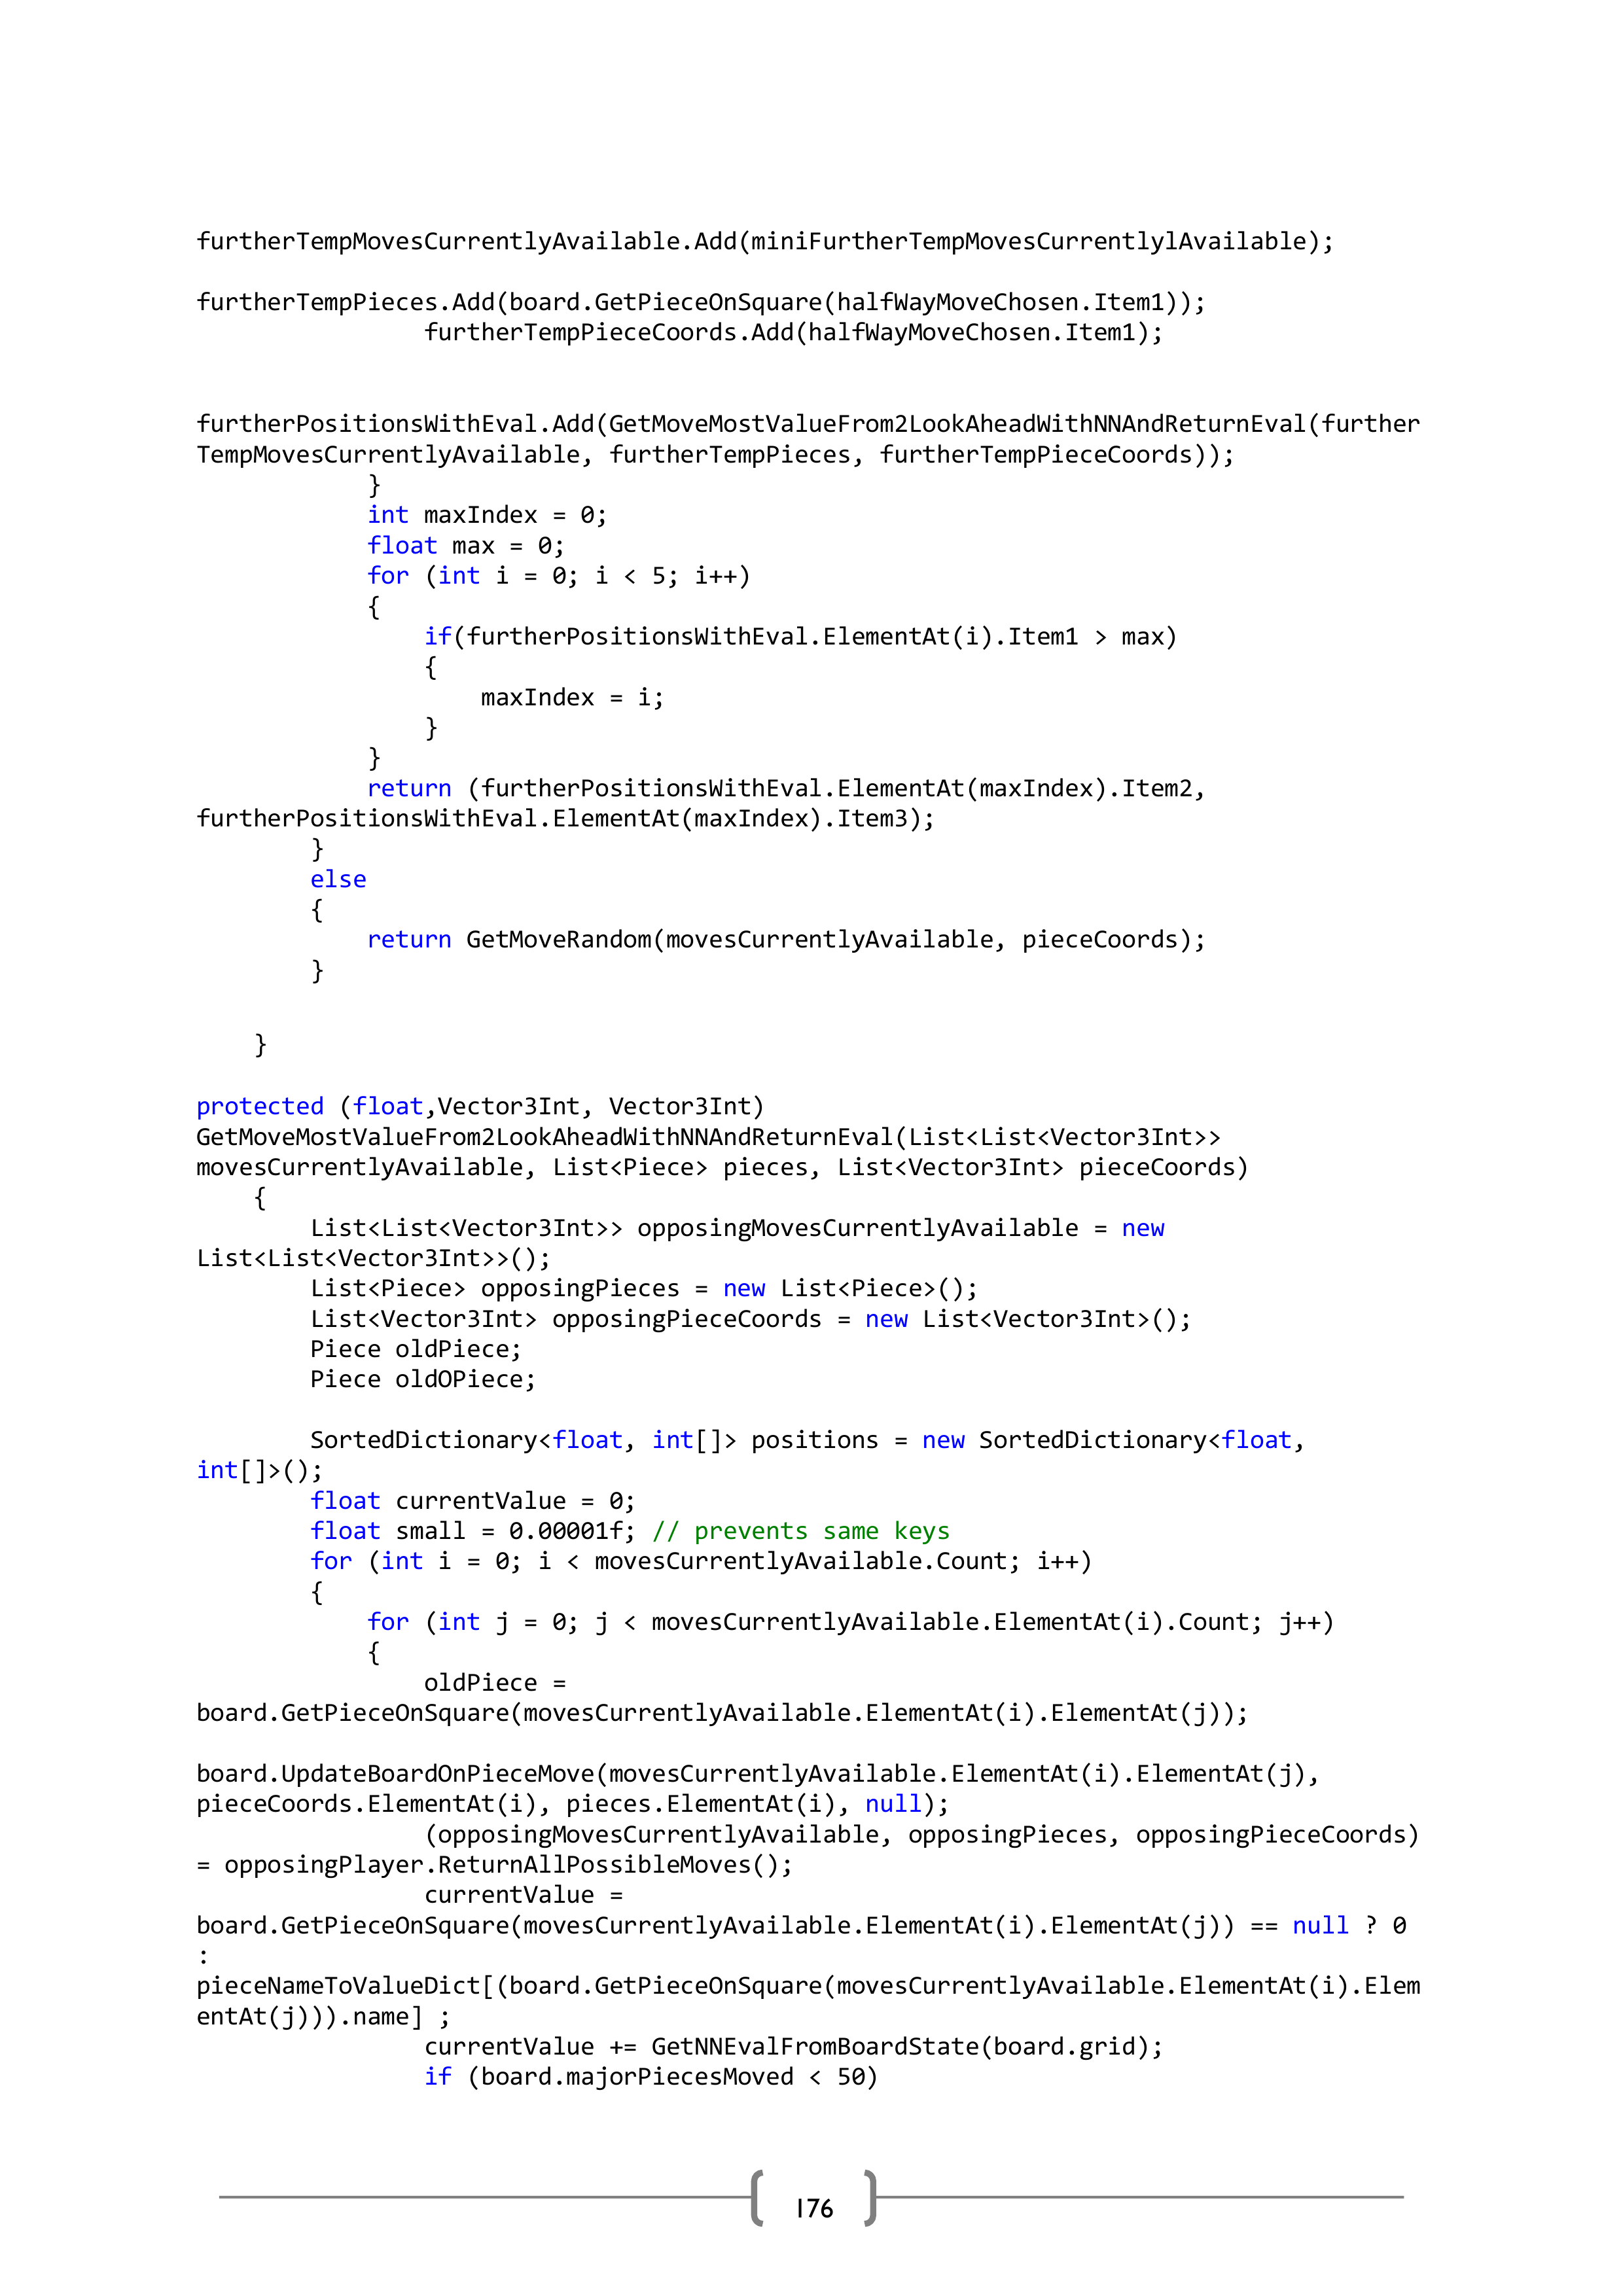 furtherTempMovesCurrentlyAvailable.Add(miniFurtherTempMovesCurrentlylAvailable);
furtherTempPieces.Add(board.GetPieceOnSquare(halfWayMoveChosen.Item1));
furtherTempPieceCoords.Add(halfWayMoveChosen.Item1);
furtherPositionsWithEval.Add(GetMoveMostValueFrom2LookAheadWithNNAndReturnEval(further
TempMovesCurrentlyAvailable, furtherTempPieces, furtherTempPieceCoords));
}
int maxIndex = 0;
float max = 0;
for (int i = 0; i < 5; i++)
{
if(furtherPositionsWithEval.ElementAt(i).Item1 > max)
{
maxIndex = i;
}
}
return (furtherPositionsWithEval.ElementAt(maxIndex).Item2,
furtherPositionsWithEval.ElementAt(maxIndex).Item3);
}
else
{
return GetMoveRandom(movesCurrentlyAvailable, pieceCoords);
}
}
protected (float,Vector3Int, Vector3Int)
GetMoveMostValueFrom2LookAheadWithNNAndReturnEval(List<List<Vector3Int>>
movesCurrentlyAvailable, List<Piece> pieces, List<Vector3Int> pieceCoords)
{
List<List<Vector3Int>> opposingMovesCurrentlyAvailable = new
List<List<Vector3Int>>();
List<Piece> opposingPieces = new List<Piece>();
List<Vector3Int> opposingPieceCoords = new List<Vector3Int>();
Piece oldPiece;
Piece oldOPiece;
SortedDictionary<float, int[]> positions = new SortedDictionary<float,
int[]>();
float currentValue = 0;
float small = 0.00001f; // prevents same keys
for (int i = 0; i < movesCurrentlyAvailable.Count; i++)
{
for (int j = 0; j < movesCurrentlyAvailable.ElementAt(i).Count; j++)
{
oldPiece =
board.GetPieceOnSquare(movesCurrentlyAvailable.ElementAt(i).ElementAt(j));
board.UpdateBoardOnPieceMove(movesCurrentlyAvailable.ElementAt(i).ElementAt(j),
pieceCoords.ElementAt(i), pieces.ElementAt(i), null);
(opposingMovesCurrentlyAvailable, opposingPieces, opposingPieceCoords)
= opposingPlayer.ReturnAllPossibleMoves();
currentValue =
board.GetPieceOnSquare(movesCurrentlyAvailable.ElementAt(i).ElementAt(j)) == null ? 0
:
pieceNameToValueDict[(board.GetPieceOnSquare(movesCurrentlyAvailable.ElementAt(i).Elem
entAt(j))).name] ;
currentValue += GetNNEvalFromBoardState(board.grid);
if (board.majorPiecesMoved < 50)
176